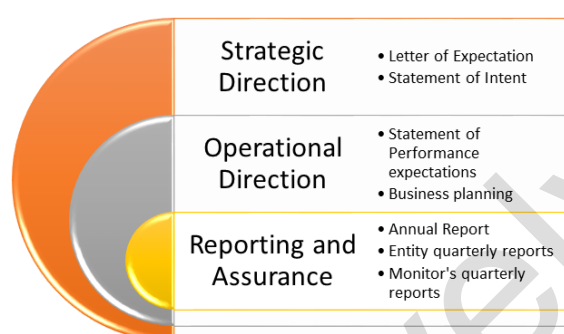 Strategic
Direction
• Letter of Expectation
• Statement of Intent
Operational
Direction
• Statement of
Performance
expectations
• Business planning
Reporting and
Assurance
• Annual Report
• Entity quarterly reports
• Monitor's quarterly
reports